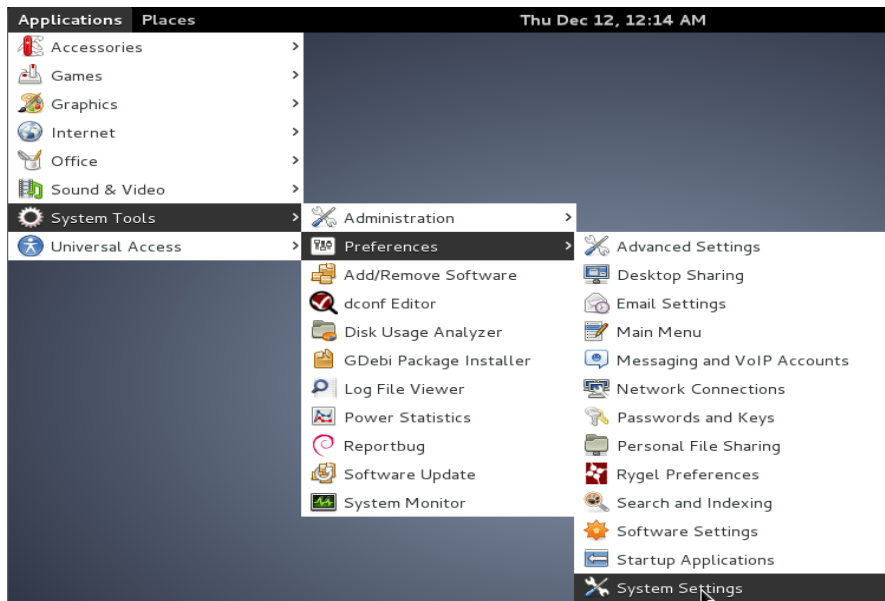 Applications Places Thu Dec 12, 12:14 AM
Accessories
Games
Graphics
Internet
Office
Sound & Video
System Tools
Universal Access
Administration
Preferences
Add/Remove Software
dconf Editor
Disk Usage Analyzer
GDebi Package Installer
Log File Viewer
Power Statistics
Reportbug
Software Update
System Monitor
Advanced Settings
Desktop Sharing
Email Settings
Main Menu
Messaging and VoIP Accounts
Network Connections
Passwords and Keys
Personal File Sharing
Rygel Preferences
Search and Indexing
Software Settings
Startup Applications
System Settings